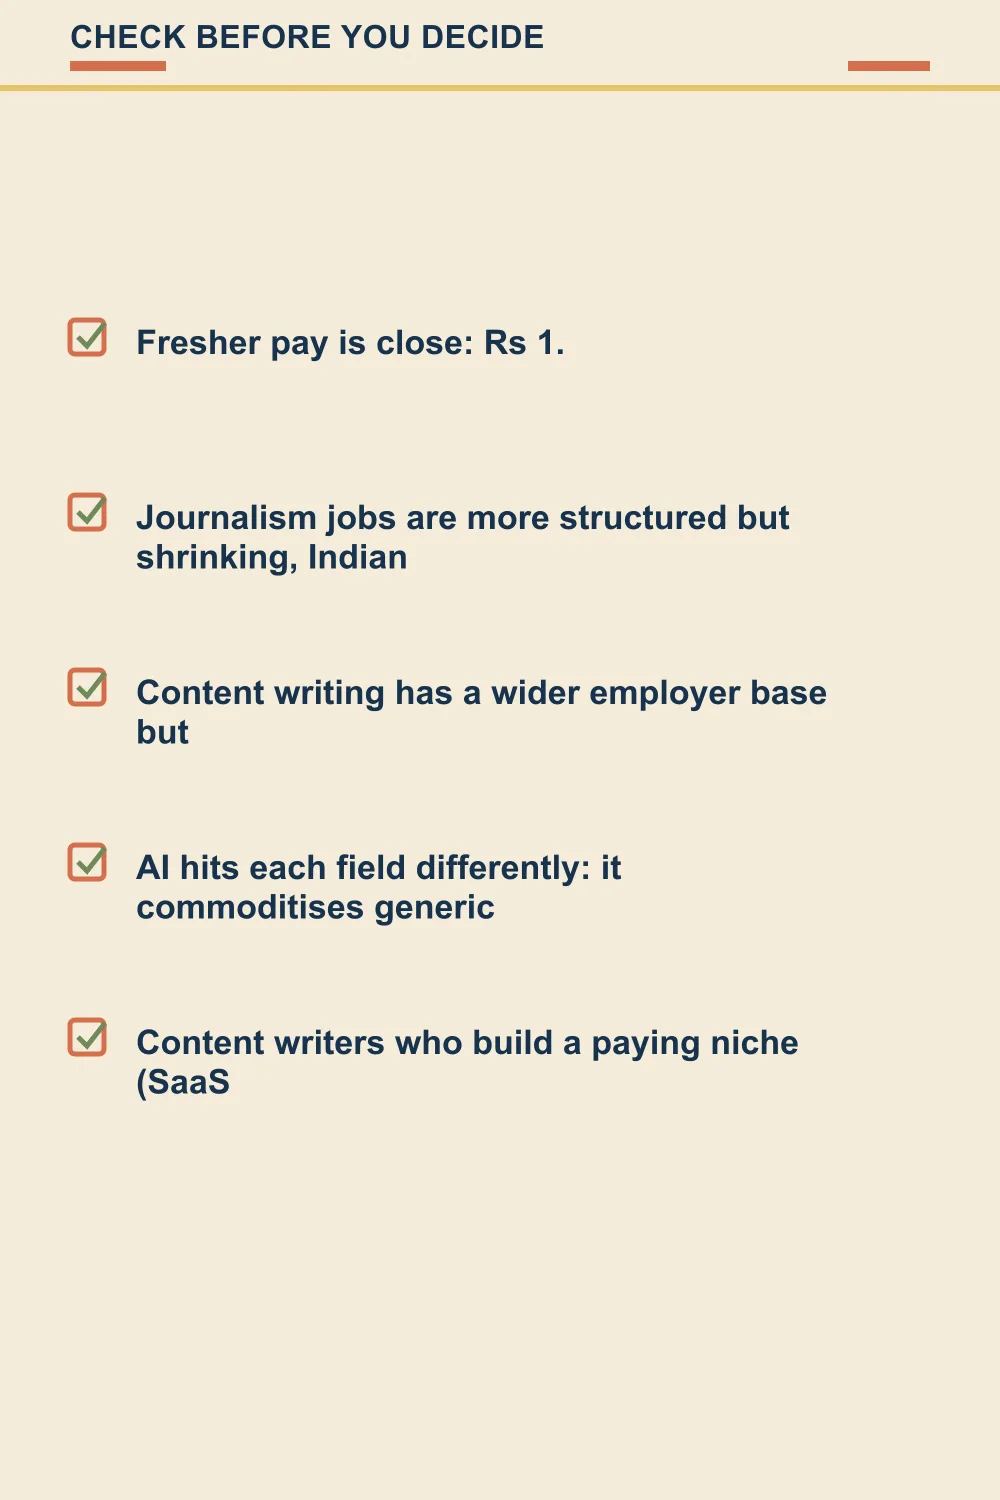 CHECK BEFORE YOU DECIDE
Fresher pay is close: Rs 1.
Journalism jobs are more structured but
shrinking, Indian
Content writing has a wider employer base
but
AI hits each field differently: it
commoditises generic
Content writers who build a paying niche
(SaaS